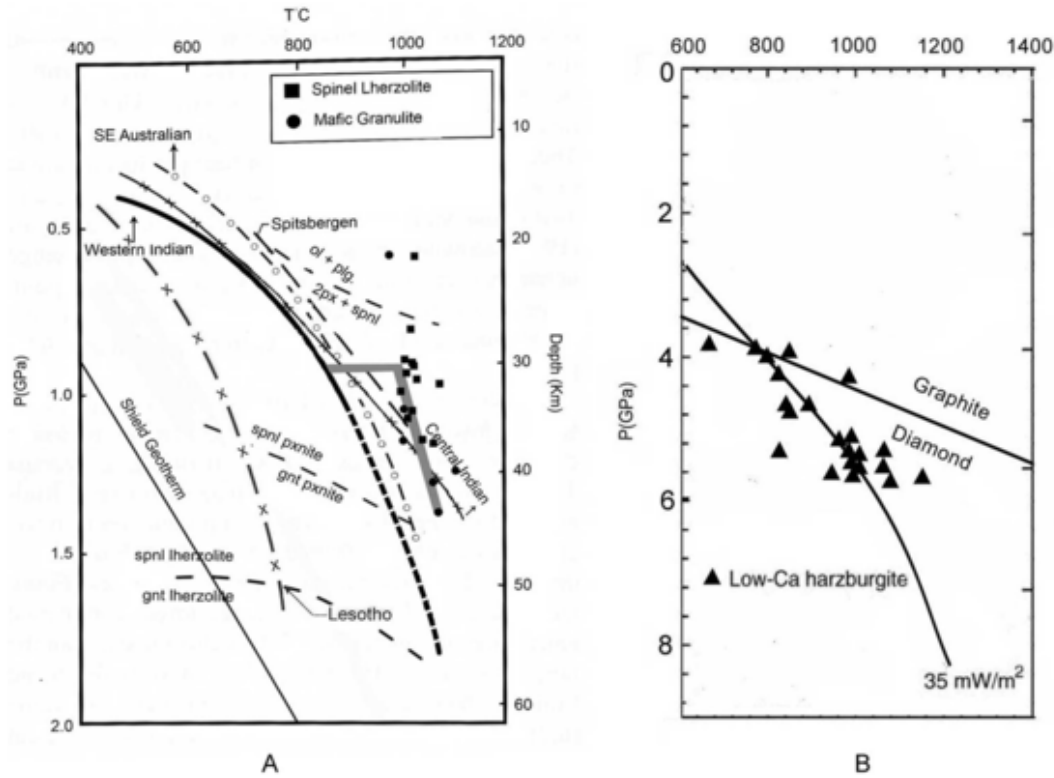 T°C
400 600 800 1000 1200
Spinel Lherzolite
Mafic Granulite
10
SE Australian
0.5
Western Indian
Spitsbergen
20
ol + plg.
2px + spnl
P(GPa)
Depth (Km)
30
1.0
Shield Geotherm
spnl pxnite
gnt pxnite
Central Indian
40
1.5
spnl lherzolite
gnt lherzolite
Lesotho
50
2.0
60
A
600 800 1000 1200 1400
0
2
4
P(GPa)
Graphite
Diamond
6
Low-Ca harzburgite
8
35 mW/m²
B